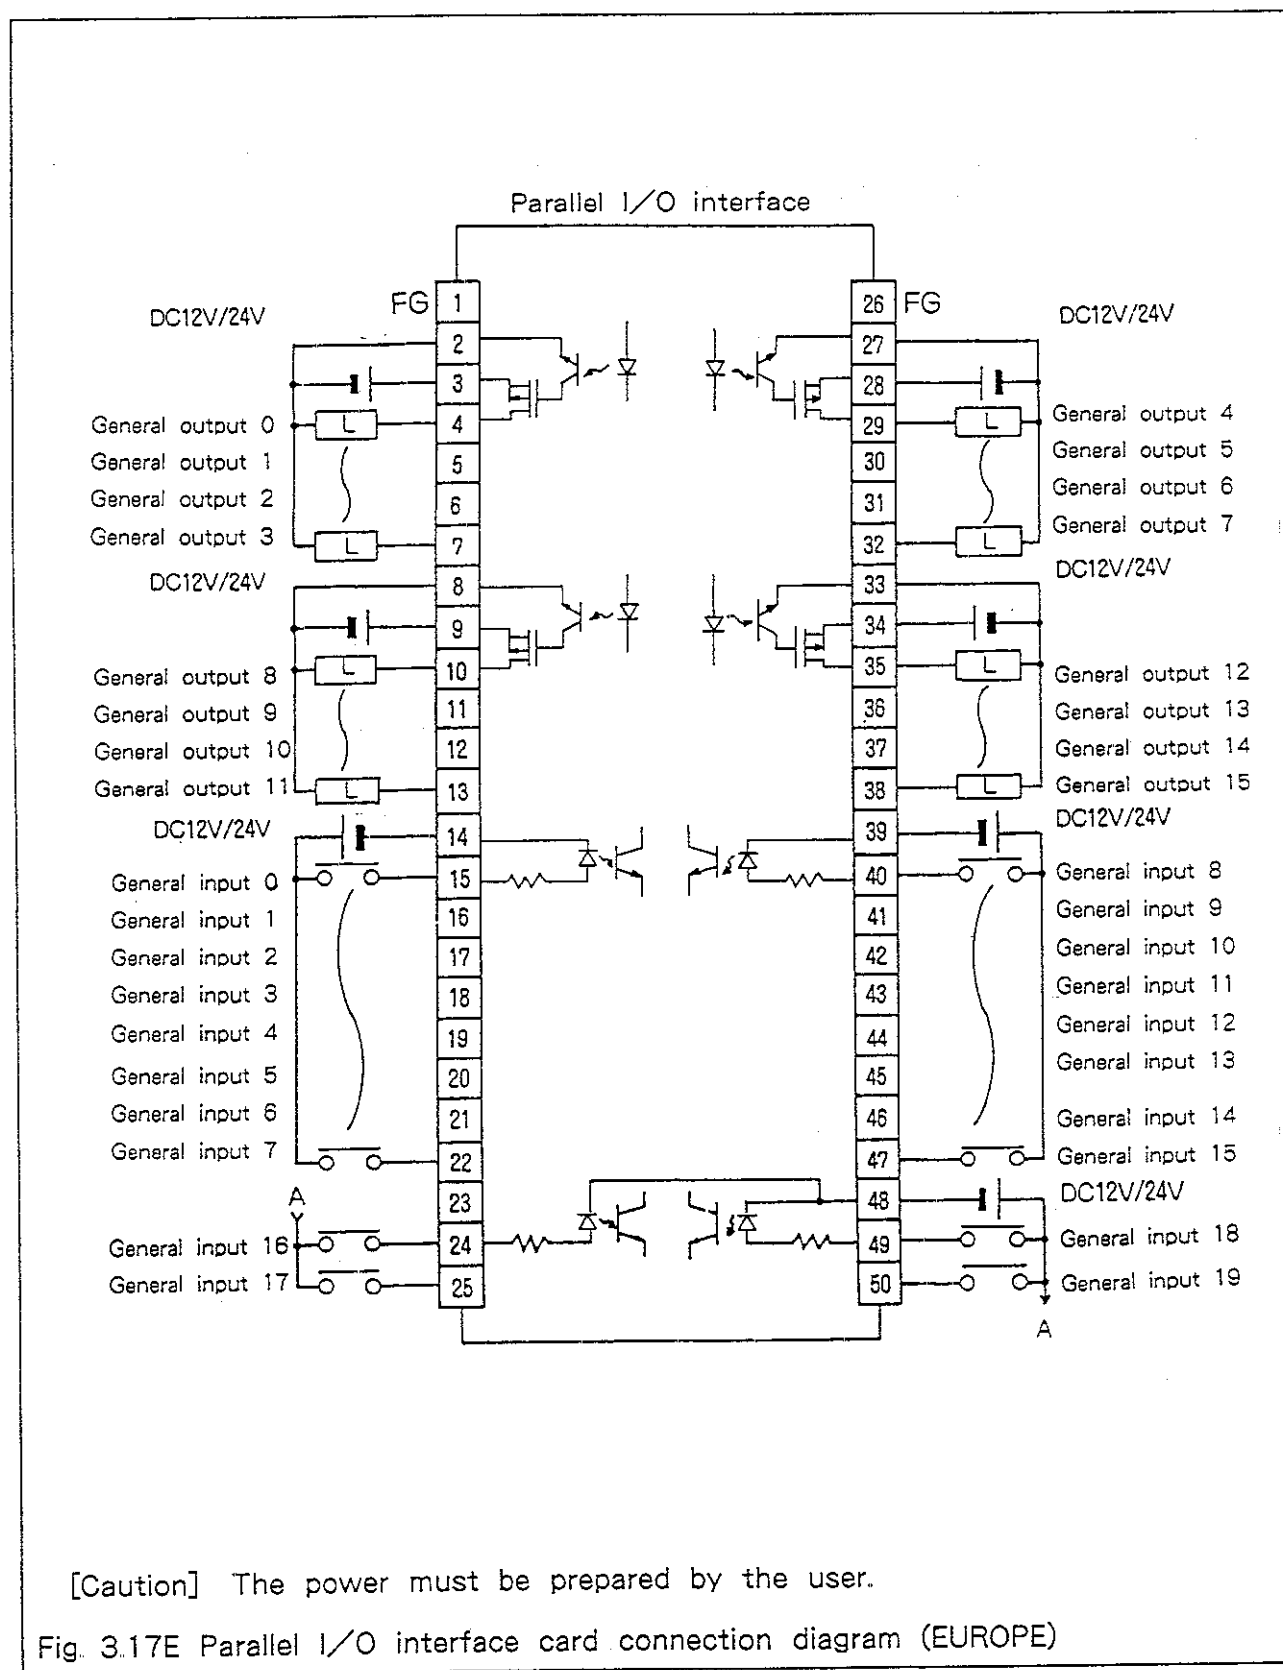 Parallel I/O interface
FG 1
DC12V/24V
2
3
General output 0 L 4
General output 1 5
General output 2 6
General output 3 L 7
DC12V/24V 8
9
General output 8 L 10
General output 9 11
General output 10 12
General output 11 L 13
DC12V/24V 14
General input 0 15
General input 1 16
General input 2 17
General input 3 18
General input 4 19
General input 5 20
General input 6 21
General input 7 22
A 23
General input 16 24
General input 17 25
26 FG
DC12V/24V
27
28
29 L General output 4
30 General output 5
31 General output 6
32 L General output 7
DC12V/24V
33
34
35 L General output 12
36 General output 13
37 General output 14
38 L General output 15
39 DC12V/24V
40 General input 8
41 General input 9
42 General input 10
43 General input 11
44 General input 12
45 General input 13
46 General input 14
47 General input 15
48 DC12V/24V
49 General input 18
50 General input 19
A
[Caution] The power must be prepared by the user.
Fig. 3.17E Parallel I/O interface card connection diagram (EUROPE)